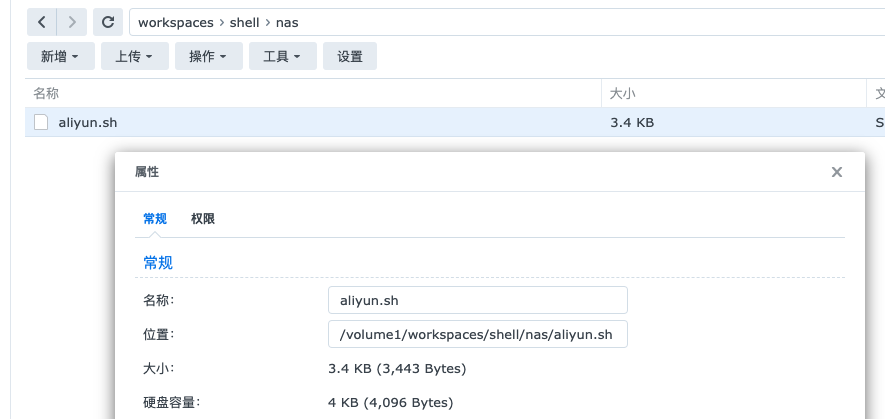 workspaces > shell > nas
新增 上传 操作 工具 设置
名称 大小
aliyun.sh 3.4 KB
属性
常规 权限
常规
名称： aliyun.sh
位置： /volume1/workspaces/shell/nas/aliyun.sh
大小： 3.4 KB (3,443 Bytes)
硬盘容量： 4 KB (4,096 Bytes)